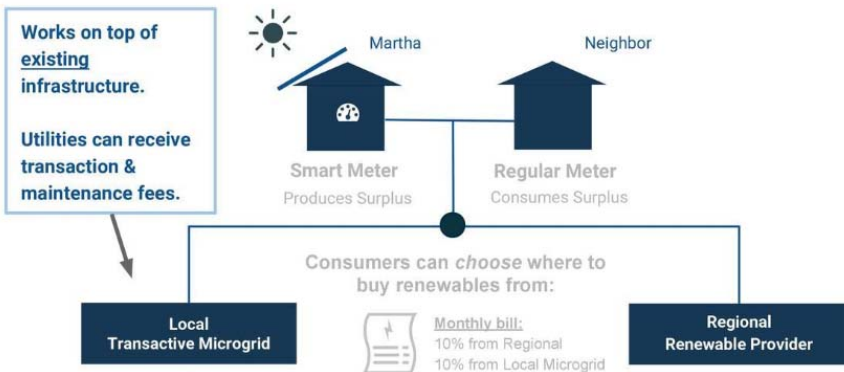 Works on top of
existing
infrastructure.
Utilities can receive
transaction &
maintenance fees.
Martha
Neighbor
Smart Meter
Produces Surplus
Regular Meter
Consumes Surplus
Consumers can choose where to
buy renewables from:
Local
Transactive Microgrid
Monthly bill:
10% from Regional
10% from Local Microgrid
Regional
Renewable Provider